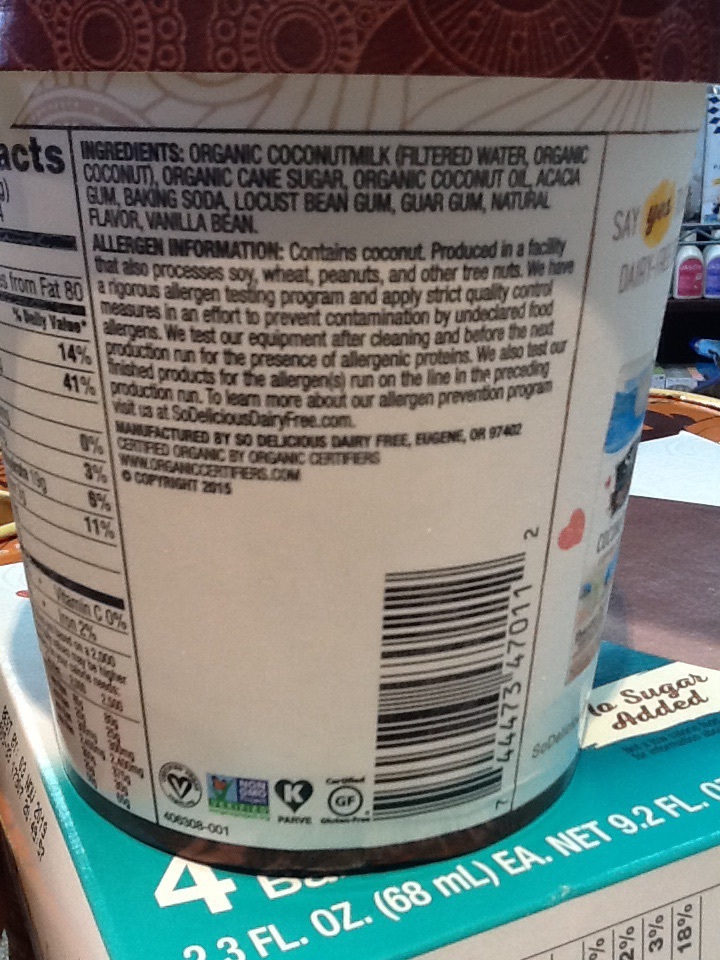 acts
s from Fat 80
% Daily Value*
14%
41%
0%
3%
6%
11%
Vitamin C 0%
Iron 2%
INGREDIENTS: ORGANIC COCONUTMILK (FILTERED WATER, ORGANIC
COCONUT), ORGANIC CANE SUGAR, ORGANIC COCONUT OIL, ACACIA
GUM, BAKING SODA, LOCUST BEAN GUM, GUAR GUM, NATURAL
FLAVOR, VANILLA BEAN.
ALLERGEN INFORMATION: Contains coconut. Produced in a facility
that also processes soy, wheat, peanuts, and other tree nuts. We have
a rigorous allergen testing program and apply strict quality control
measures in an effort to prevent contamination by undeclared food
allergens. We test our equipment after cleaning and before the next
production run for the presence of allergenic proteins. We also test our
finished products for the allergen(s) run on the line in the preceding
production run. To learn more about our allergen prevention program
visit us at SoDeliciousDairyFree.com.
MANUFACTURED BY SO DELICIOUS DAIRY FREE, EUGENE, OR 97402
CERTIFIED ORGANIC BY ORGANIC CERTIFIERS
WWW.ORGANICCERTIFIERS.COM
© COPYRIGHT 2015
7 44473 47011 2
V
NON
GMO
VERIFIED
K
PARVE
Certified
GF
Gluten-Free
406308-001
SAY yes
DAIRY-FREE
SoDelicio
No Sugar
Added
4 Ba
2.3 FL. OZ. (68 mL) EA. NET 9.2 FL. O
2%
3%
18%